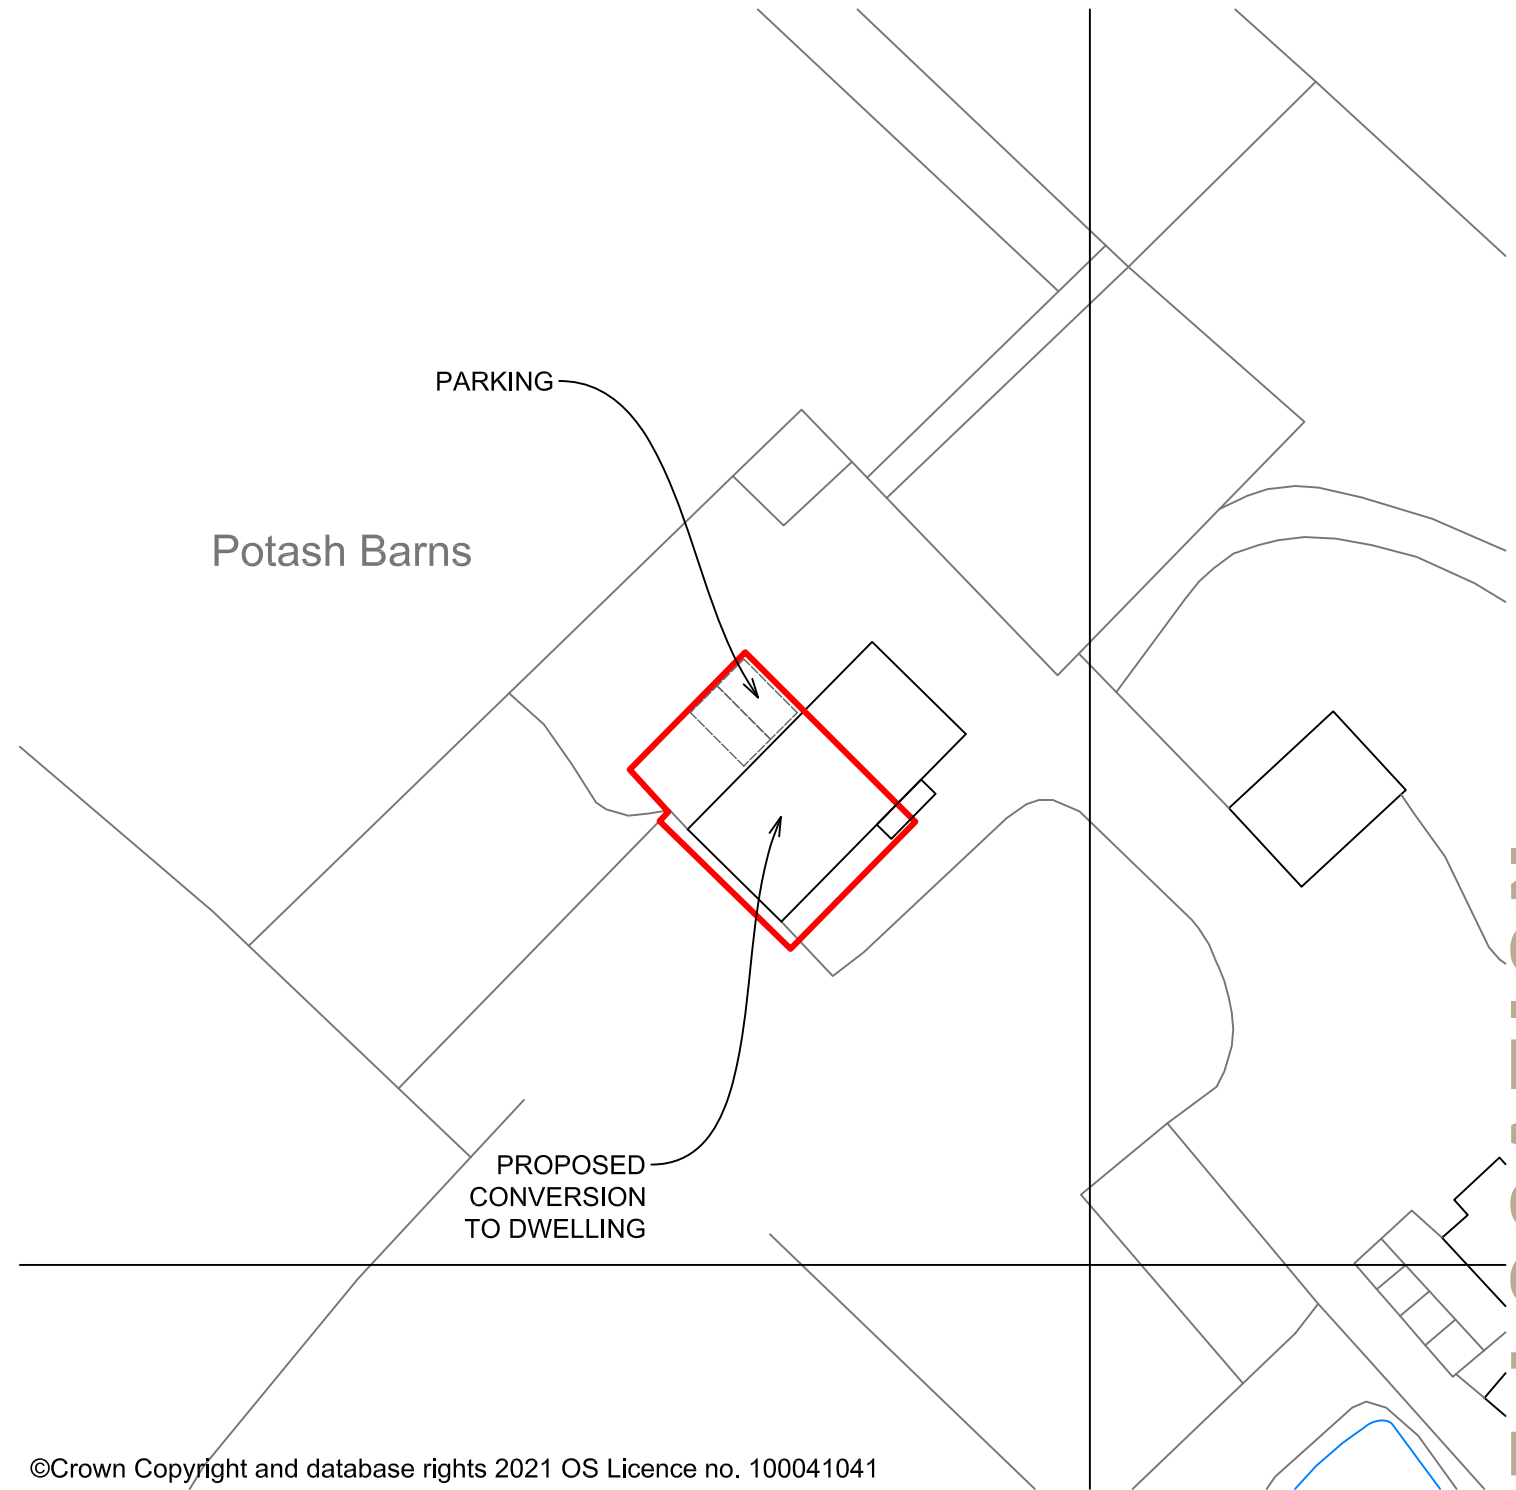 PARKING
Potash Barns
PROPOSED
CONVERSION
TO DWELLING
©Crown Copyright and database rights 2021 OS Licence no. 100041041